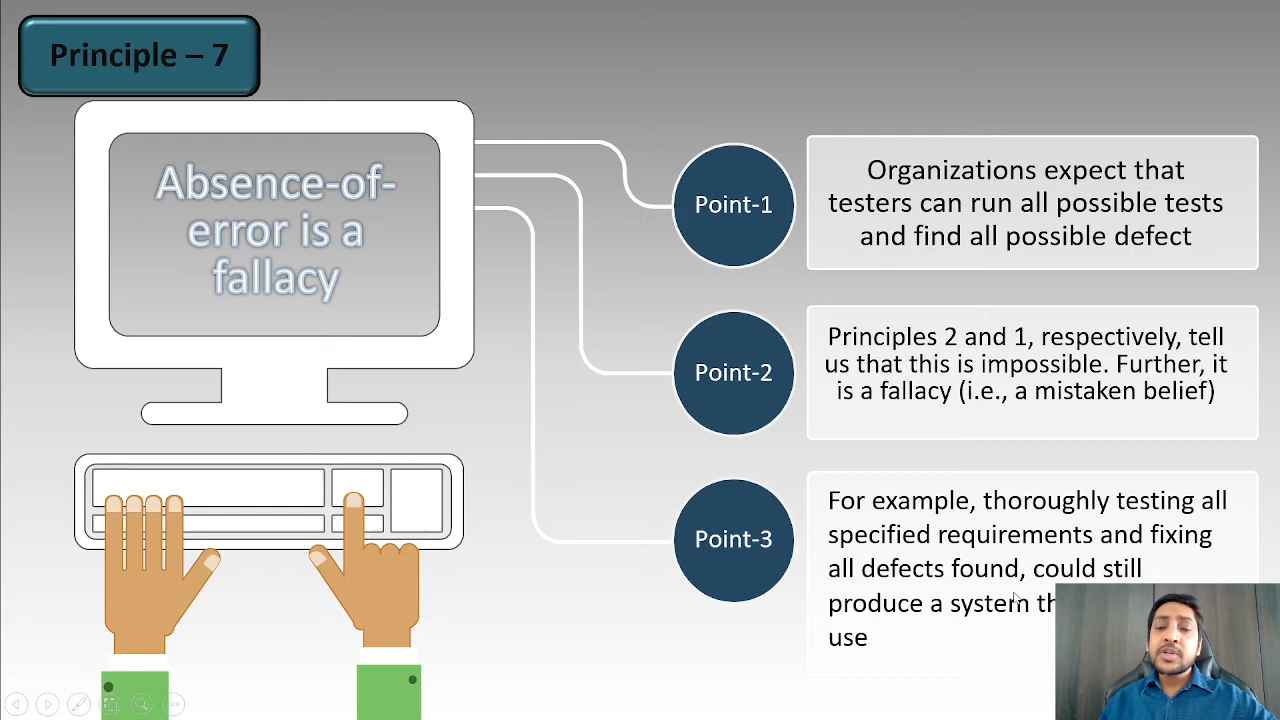 Principle – 7
Absence-of-
error is a
fallacy
Point-1
Organizations expect that
testers can run all possible tests
and find all possible defect
Point-2
Principles 2 and 1, respectively, tell
us that this is impossible. Further, it
is a fallacy (i.e., a mistaken belief)
Point-3
For example, thoroughly testing all
specified requirements and fixing
all defects found, could still
produce a system
use